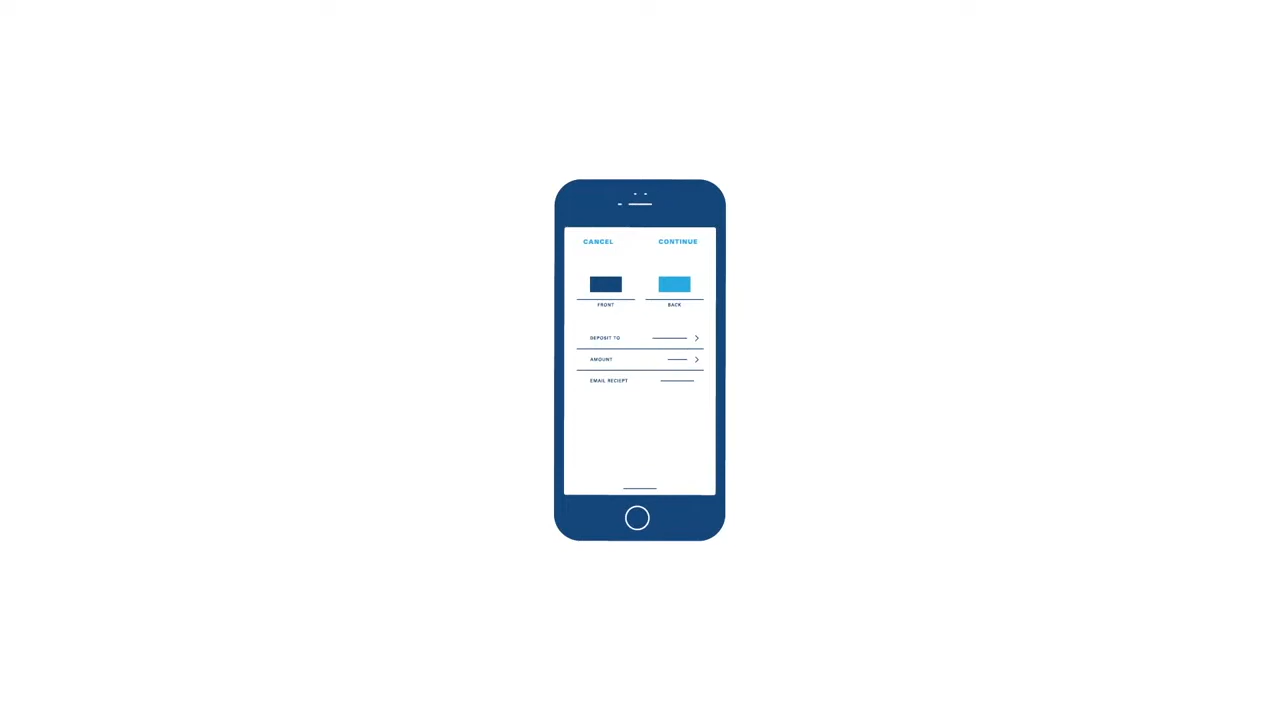 CANCEL CONTINUE
FRONT BACK
DEPOSIT TO
AMOUNT
EMAIL RECIEPT